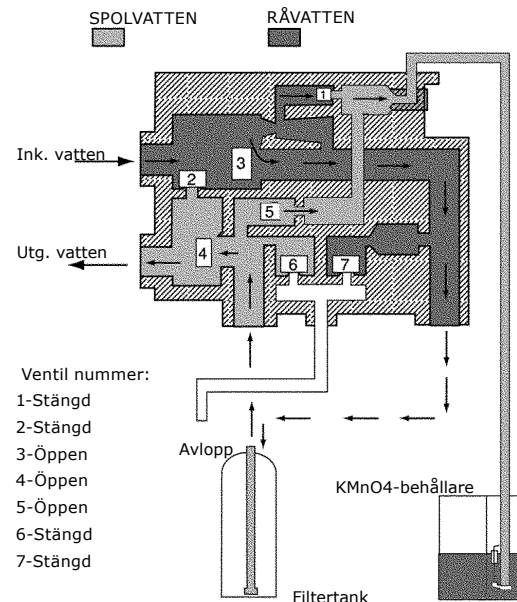 SPOLVATTEN
RÅVATTEN
1
Ink. vatten
3
2
5
Utg. vatten
4
6
7
Ventil nummer:
1-Stängd
2-Stängd
3-Öppen
4-Öppen
5-Öppen
6-Stängd
7-Stängd
Avlopp
KMnO4-behållare
Filtertank